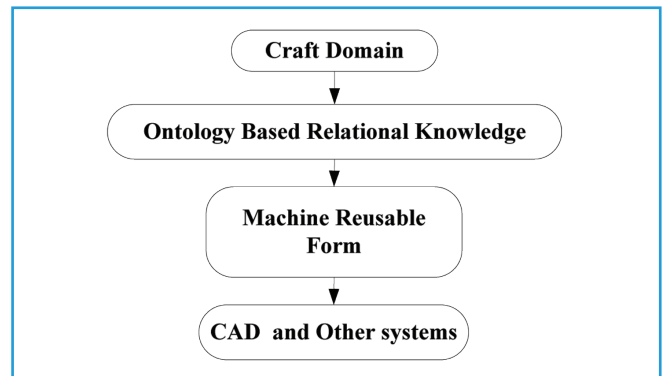 Craft Domain
Ontology Based Relational Knowledge
Machine Reusable
Form
CAD and Other systems